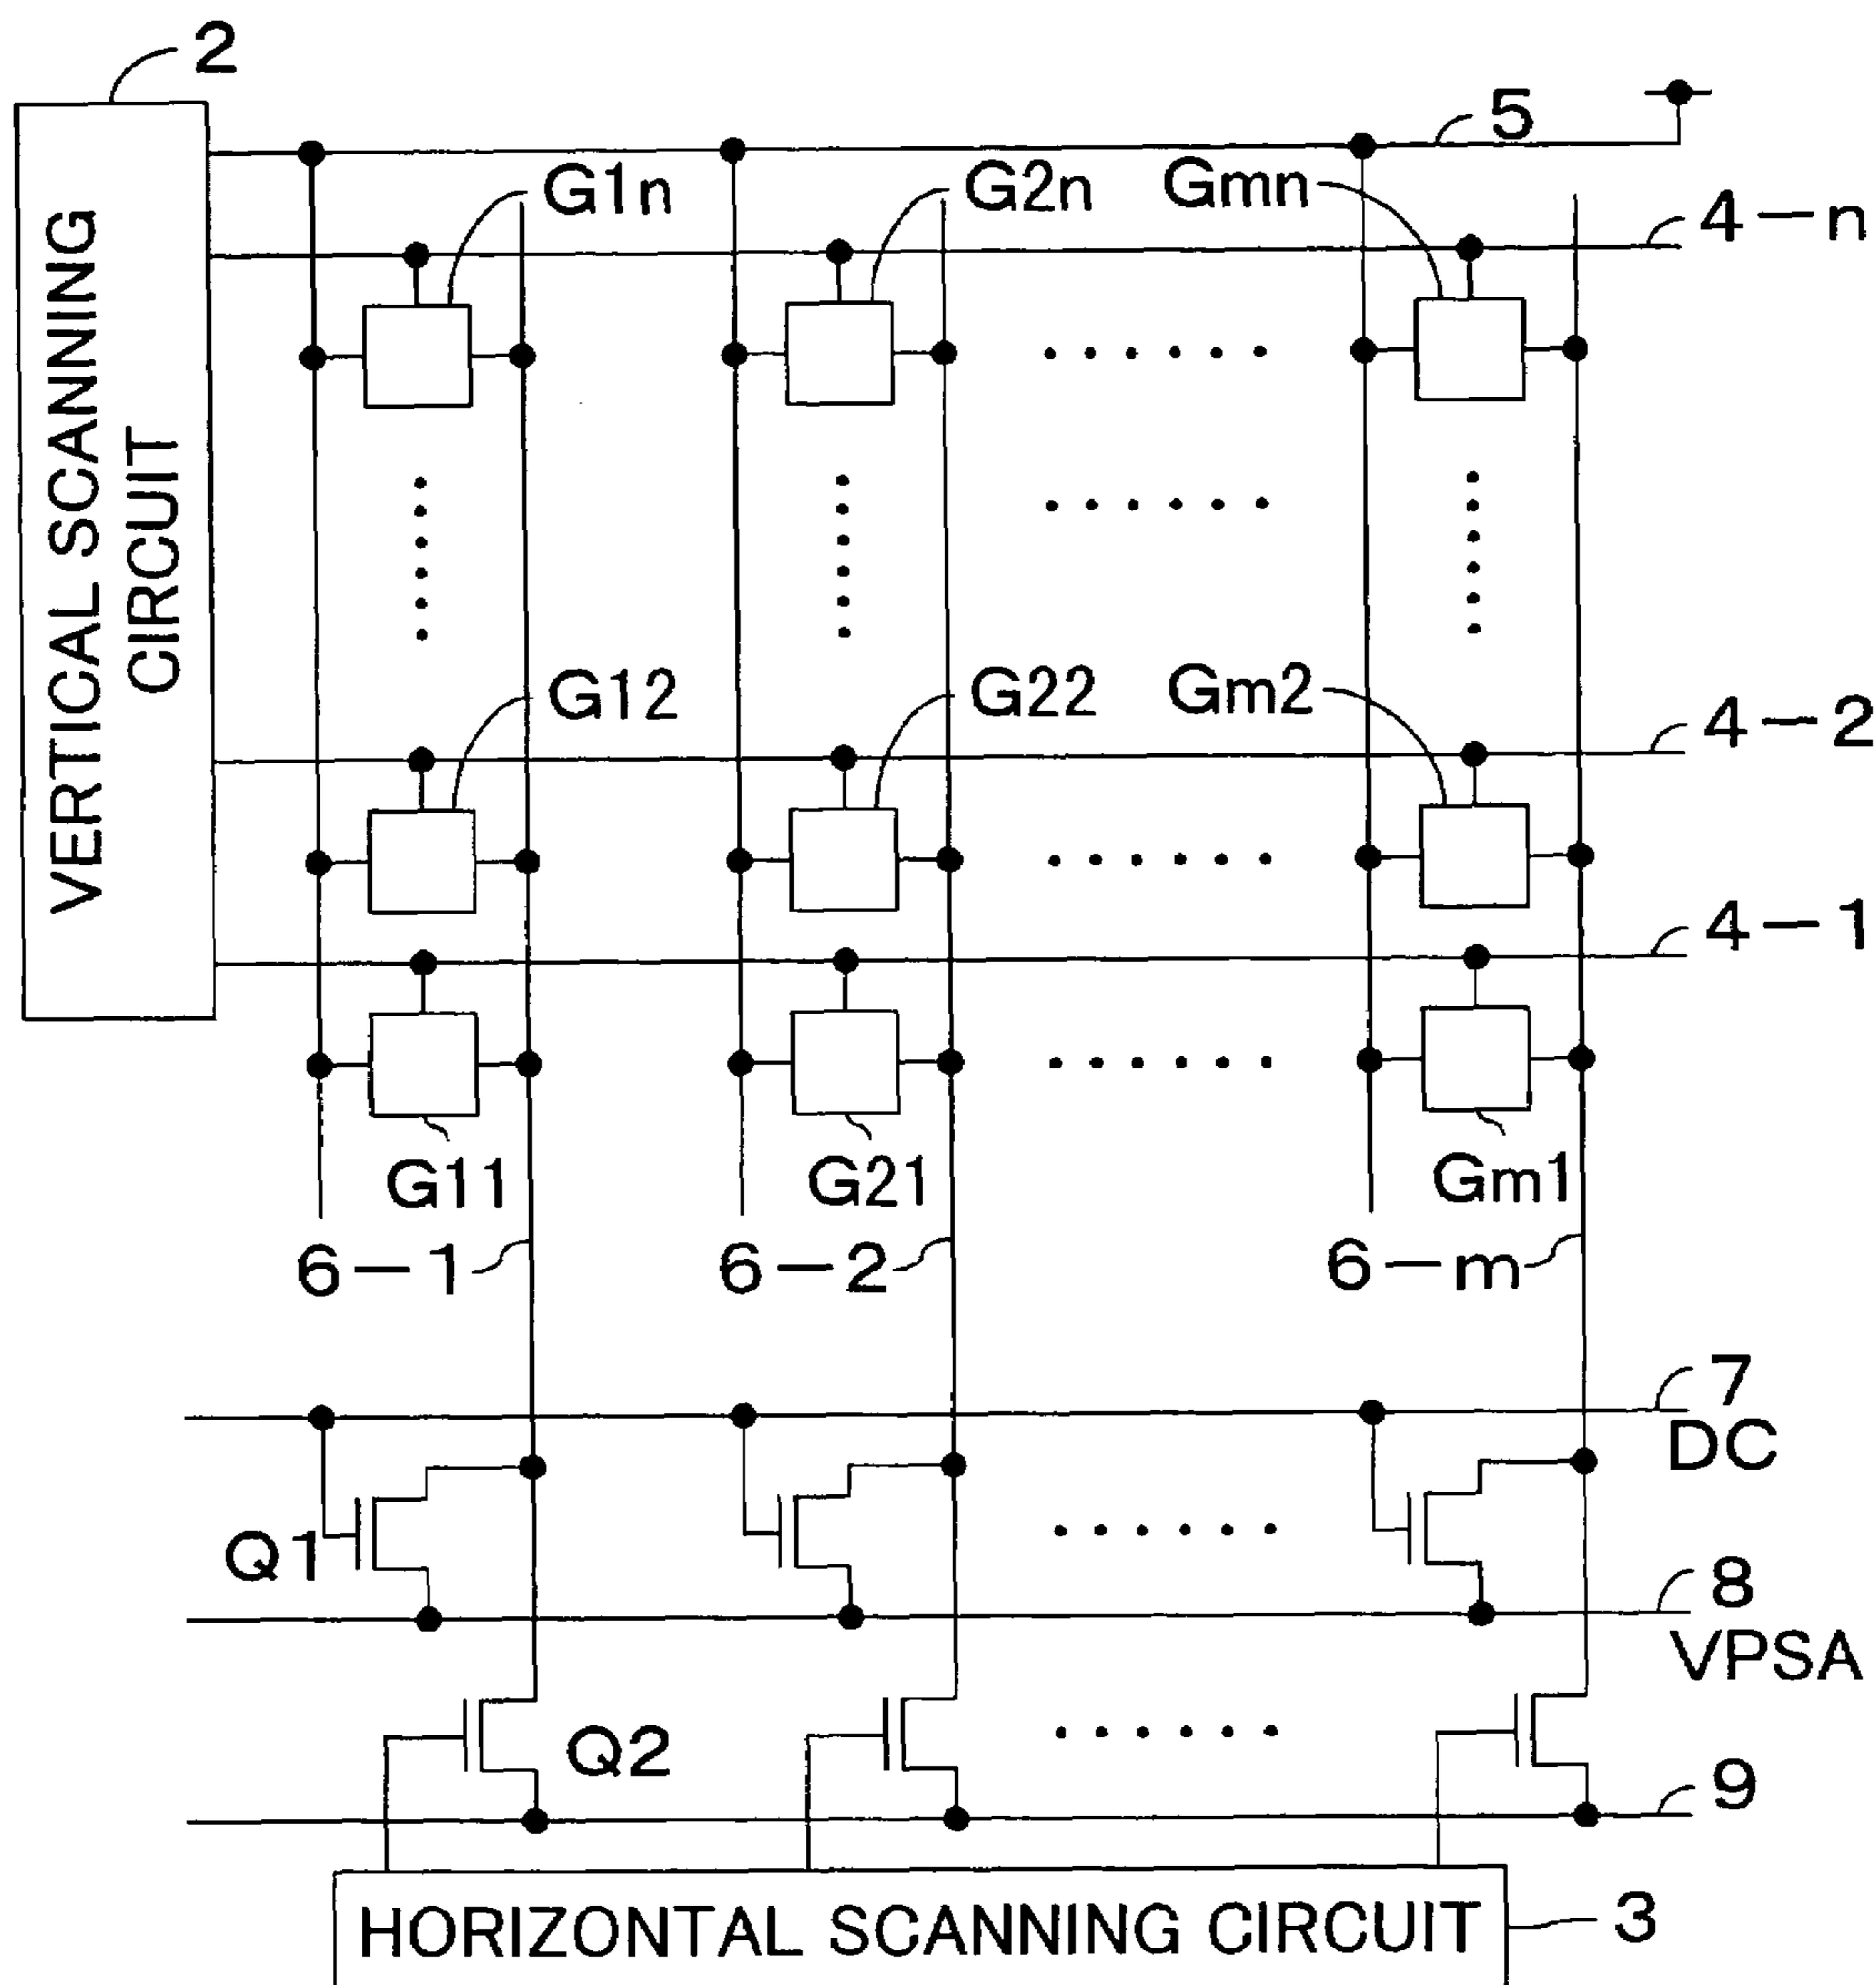 2
5
G1n G2n Gmn
4-n
VERTICAL SCANNING
CIRCUIT
G12 G22 Gm2
4-2
4-1
G11 G21 Gm1
6-1 6-2 6-m
7
DC
Q1
8
VPSA
Q2
9
HORIZONTAL SCANNING CIRCUIT
3